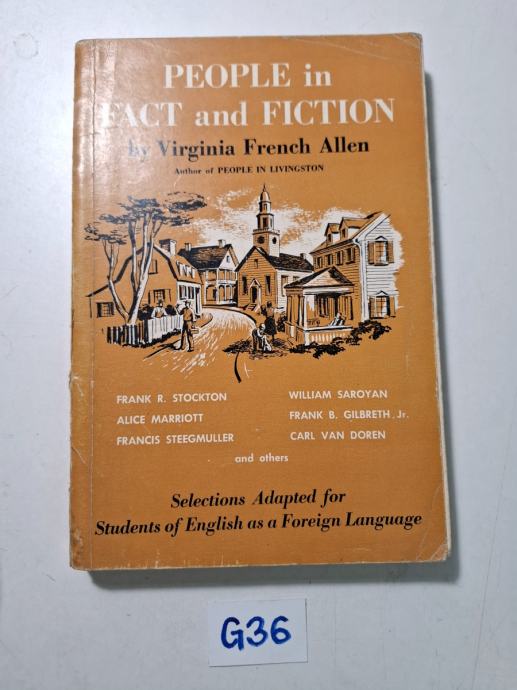 PEOPLE in
FACT and FICTION
by Virginia French Allen
Author of PEOPLE IN LIVINGSTON
FRANK R. STOCKTON
WILLIAM SAROYAN
ALICE MARRIOTT
FRANK B. GILBRETH, Jr.
FRANCIS STEEGMULLER
CARL VAN DOREN
and others
Selections Adapted for
Students of English as a Foreign Language
G36